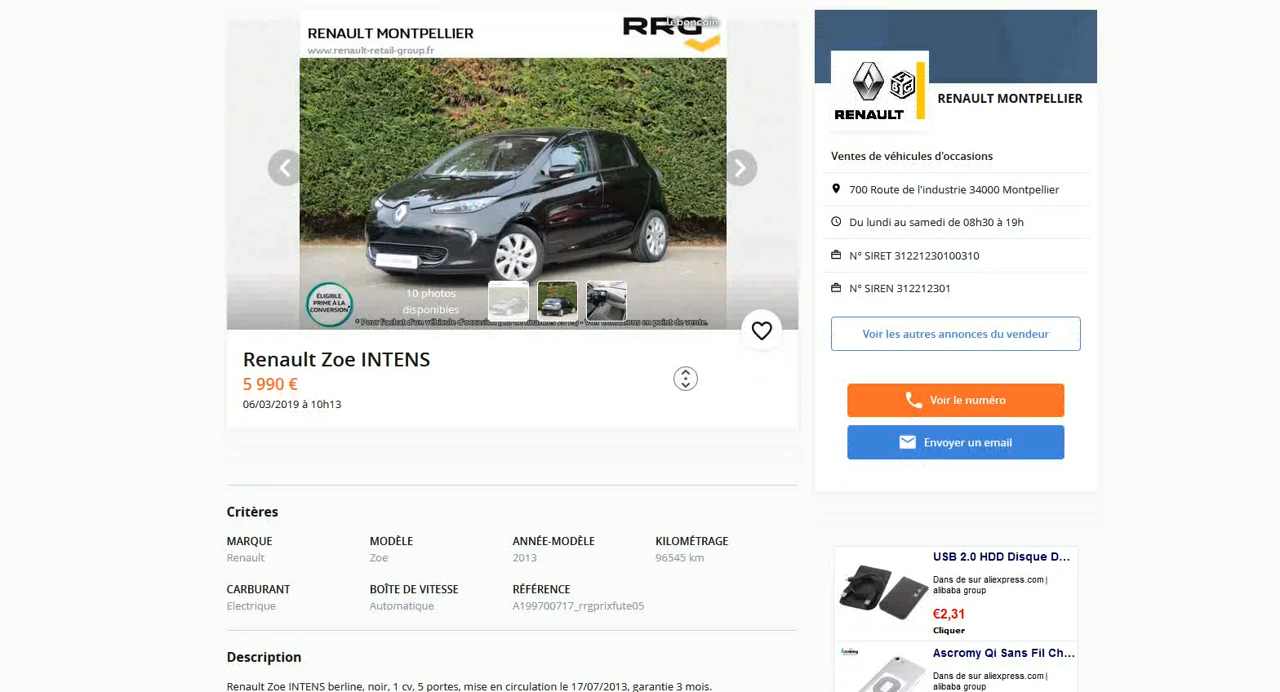 RENAULT MONTPELLIER
www.renault-retail-group.fr
RRG
leboncoin
ÉLIGIBLE
PRIME À LA
CONVERSION*
10 photos
disponibles
Renault Zoe INTENS
5 990 €
06/03/2019 à 10h13
Critères
MARQUE MODÈLE ANNÉE-MODÈLE KILOMÉTRAGE
Renault Zoe 2013 96545 km
CARBURANT BOÎTE DE VITESSE RÉFÉRENCE
Electrique Automatique A199700717_rrgprixfute05
Description
Renault Zoe INTENS berline, noir, 1 cv, 5 portes, mise en circulation le 17/07/2013, garantie 3 mois.
RENAULT
RENAULT MONTPELLIER
Ventes de véhicules d'occasions
700 Route de l'industrie 34000 Montpellier
Du lundi au samedi de 08h30 à 19h
N° SIRET 31221230100310
N° SIREN 312212301
Voir les autres annonces du vendeur
Voir le numéro
Envoyer un email
USB 2.0 HDD Disque D...
Dans de sur aliexpress.com |
alibaba group
€2,31
Cliquer
Ascromy Qi Sans Fil Ch...
Dans de sur aliexpress.com |
alibaba group